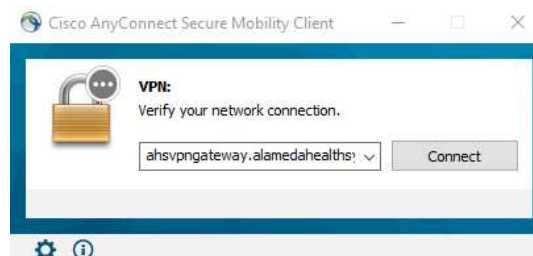 Cisco AnyConnect Secure Mobility Client
VPN:
Verify your network connection.
ahsvpngateway.alamedahealthsy
Connect